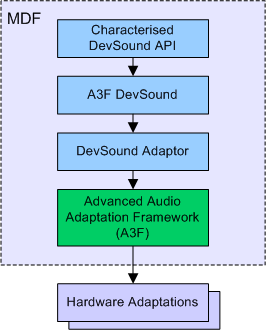 MDF
Characterised
DevSound API
A3F DevSound
DevSound Adaptor
Advanced Audio
Adaptation Framework
(A3F)
Hardware Adaptations